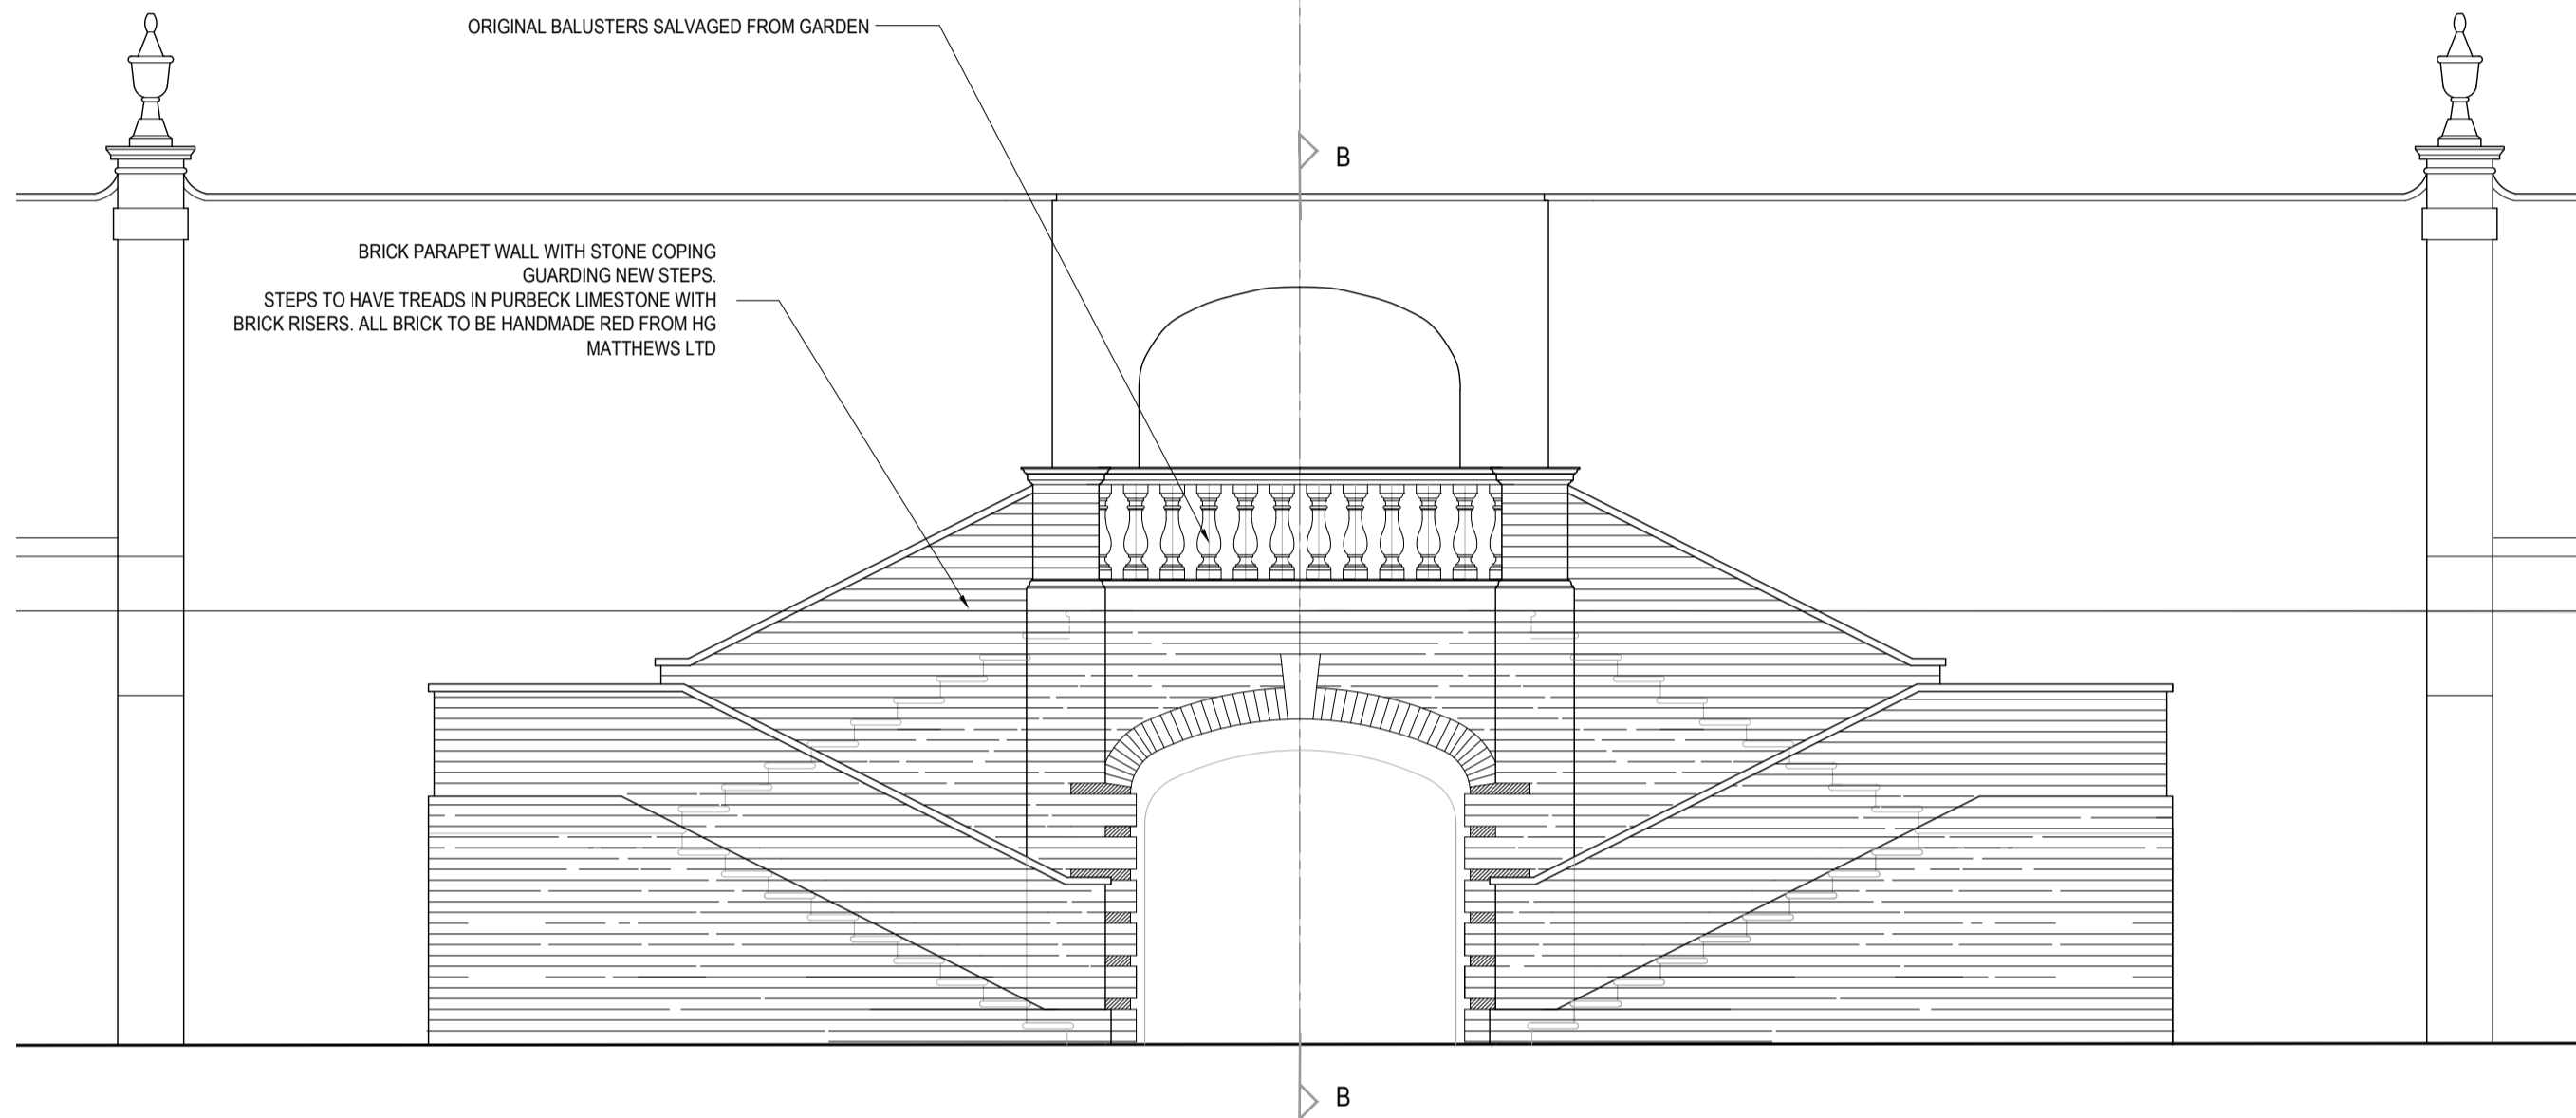 ORIGINAL BALUSTERS SALVAGED FROM GARDEN
B
BRICK PARAPET WALL WITH STONE COPING
GUARDING NEW STEPS.
STEPS TO HAVE TREADS IN PURBECK LIMESTONE WITH
BRICK RISERS. ALL BRICK TO BE HANDMADE RED FROM HG
MATTHEWS LTD
B